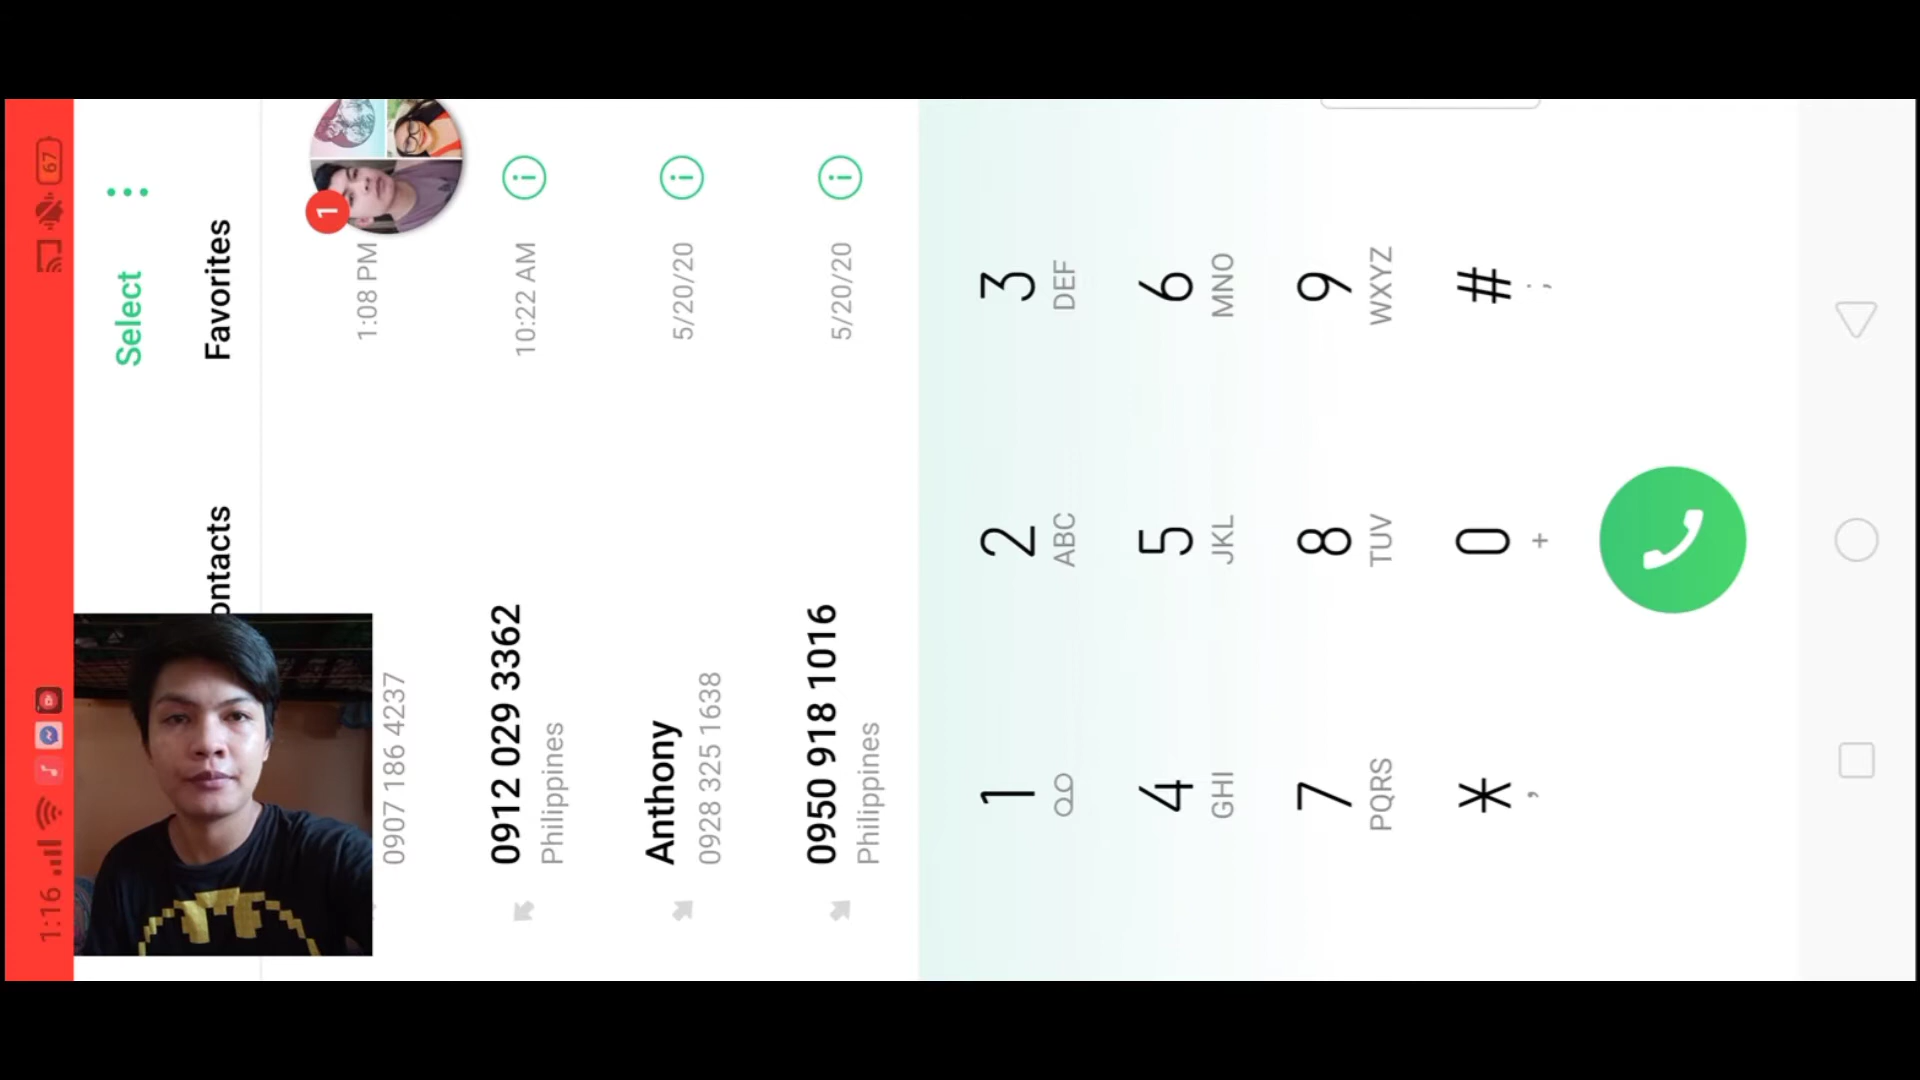 1:16
67
Select
ontacts Favorites
1:08 PM
0907 186 4237
1
0912 029 3362
Philippines
10:22 AM
Anthony
0928 325 1638
5/20/20
0950 918 1016
Philippines
5/20/20
1 2 3
ABC DEF
4 5 6
GHI JKL MNO
7 8 9
PQRS TUV WXYZ
* 0 #
, + ;